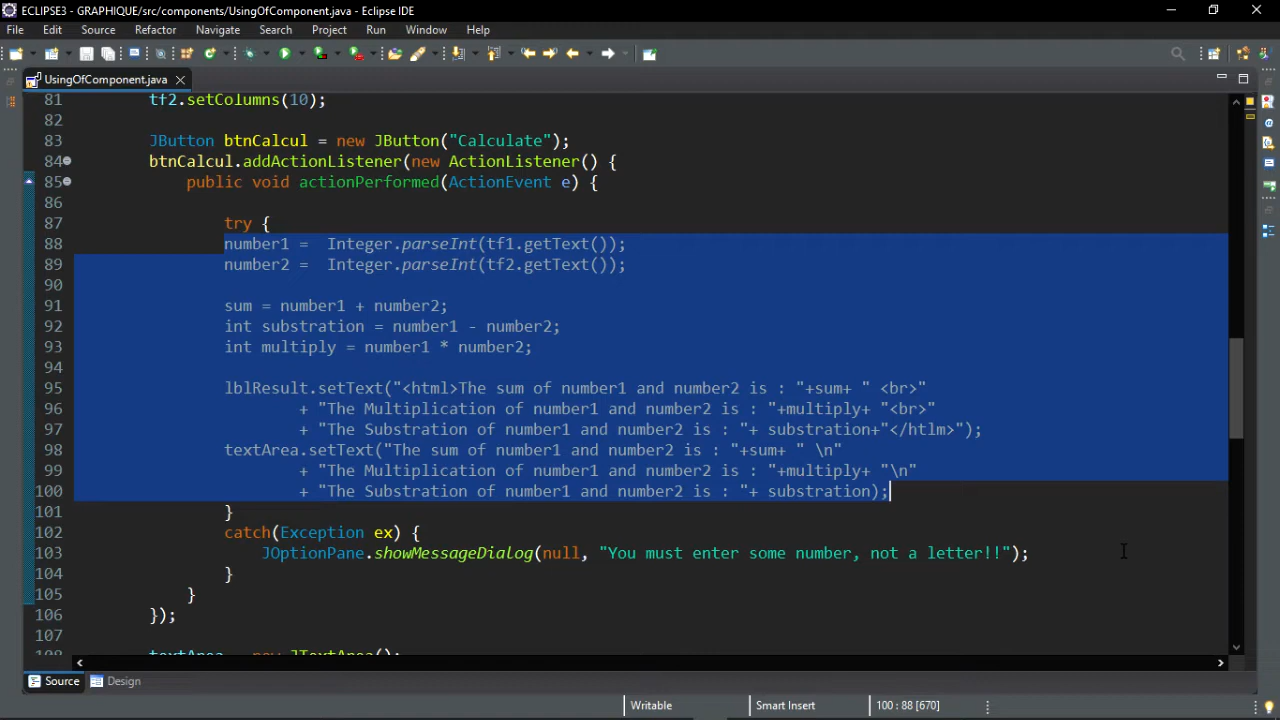 ECLIPSE3 - GRAPHIQUE/src/components/UsingOfComponent.java - Eclipse IDE
File Edit Source Refactor Navigate Search Project Run Window Help
UsingOfComponent.java
81 tf2.setColumns(10);
82
83 JButton btnCalcul = new JButton("Calculate");
84 btnCalcul.addActionListener(new ActionListener() {
85 public void actionPerformed(ActionEvent e) {
86
87 try {
88 number1 = Integer.parseInt(tf1.getText());
89 number2 = Integer.parseInt(tf2.getText());
90
91 sum = number1 + number2;
92 int substration = number1 - number2;
93 int multiply = number1 * number2;
94
95 lblResult.setText("<html>The sum of number1 and number2 is : "+sum+ " <br>"
96 + "The Multiplication of number1 and number2 is : "+multiply+ "<br>"
97 + "The Substration of number1 and number2 is : "+ substration+"</htlm>");
98 textArea.setText("The sum of number1 and number2 is : "+sum+ " \n"
99 + "The Multiplication of number1 and number2 is : "+multiply+ "\n"
100 + "The Substration of number1 and number2 is : "+ substration);
101 }
102 catch(Exception ex) {
103 JOptionPane.showMessageDialog(null, "You must enter some number, not a letter!!");
104 }
105 }
106 });
107
108 textArea = new JTextArea();
Source Design
Writable Smart Insert 100 : 88 [670]